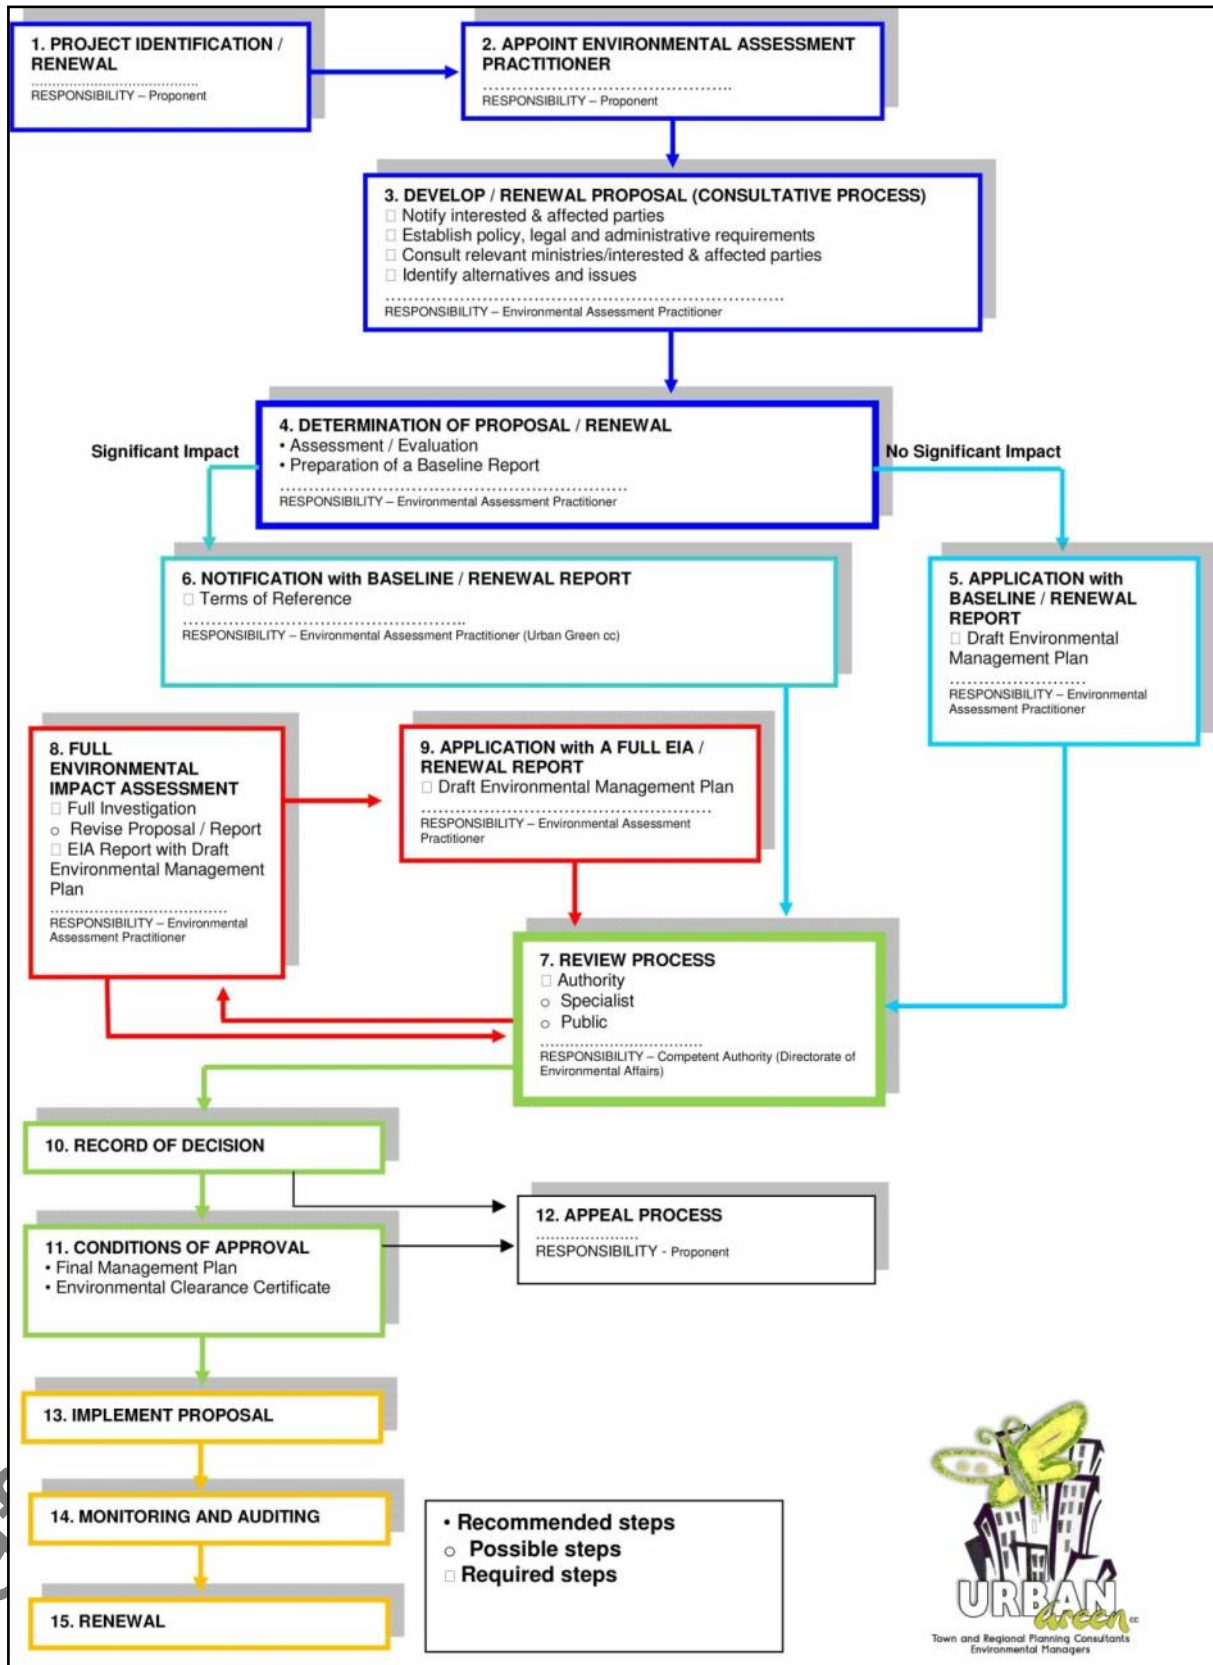 1. PROJECT IDENTIFICATION /
RENEWAL
..........................................
RESPONSIBILITY – Proponent
2. APPOINT ENVIRONMENTAL ASSESSMENT
PRACTITIONER
……………………………………..
RESPONSIBILITY – Proponent
3. DEVELOP / RENEWAL PROPOSAL (CONSULTATIVE PROCESS)
□ Notify interested & affected parties
□ Establish policy, legal and administrative requirements
□ Consult relevant ministries/interested & affected parties
□ Identify alternatives and issues
…………………………………………………………….
RESPONSIBILITY – Environmental Assessment Practitioner
4. DETERMINATION OF PROPOSAL / RENEWAL
• Assessment / Evaluation
• Preparation of a Baseline Report
……………………………………………………
RESPONSIBILITY – Environmental Assessment Practitioner
Significant Impact
No Significant Impact
6. NOTIFICATION with BASELINE / RENEWAL REPORT
□ Terms of Reference
…………………………………………..
RESPONSIBILITY – Environmental Assessment Practitioner (Urban Green cc)
5. APPLICATION with
BASELINE / RENEWAL
REPORT
□ Draft Environmental
Management Plan
……………………
RESPONSIBILITY – Environmental
Assessment Practitioner
8. FULL
ENVIRONMENTAL
IMPACT ASSESSMENT
□ Full Investigation
o Revise Proposal / Report
□ EIA Report with Draft
Environmental Management
Plan
....................................
RESPONSIBILITY – Environmental
Assessment Practitioner
9. APPLICATION with A FULL EIA /
RENEWAL REPORT
□ Draft Environmental Management Plan
……………………………………………
RESPONSIBILITY – Environmental Assessment
Practitioner
7. REVIEW PROCESS
□ Authority
o Specialist
o Public
.................................
RESPONSIBILITY – Competent Authority (Directorate of
Environmental Affairs)
10. RECORD OF DECISION
11. CONDITIONS OF APPROVAL
• Final Management Plan
• Environmental Clearance Certificate
12. APPEAL PROCESS
......................
RESPONSIBILITY - Proponent
13. IMPLEMENT PROPOSAL
14. MONITORING AND AUDITING
15. RENEWAL
• Recommended steps
o Possible steps
□ Required steps
URBAN
Green cc
Town and Regional Planning Consultants
Environmental Managers